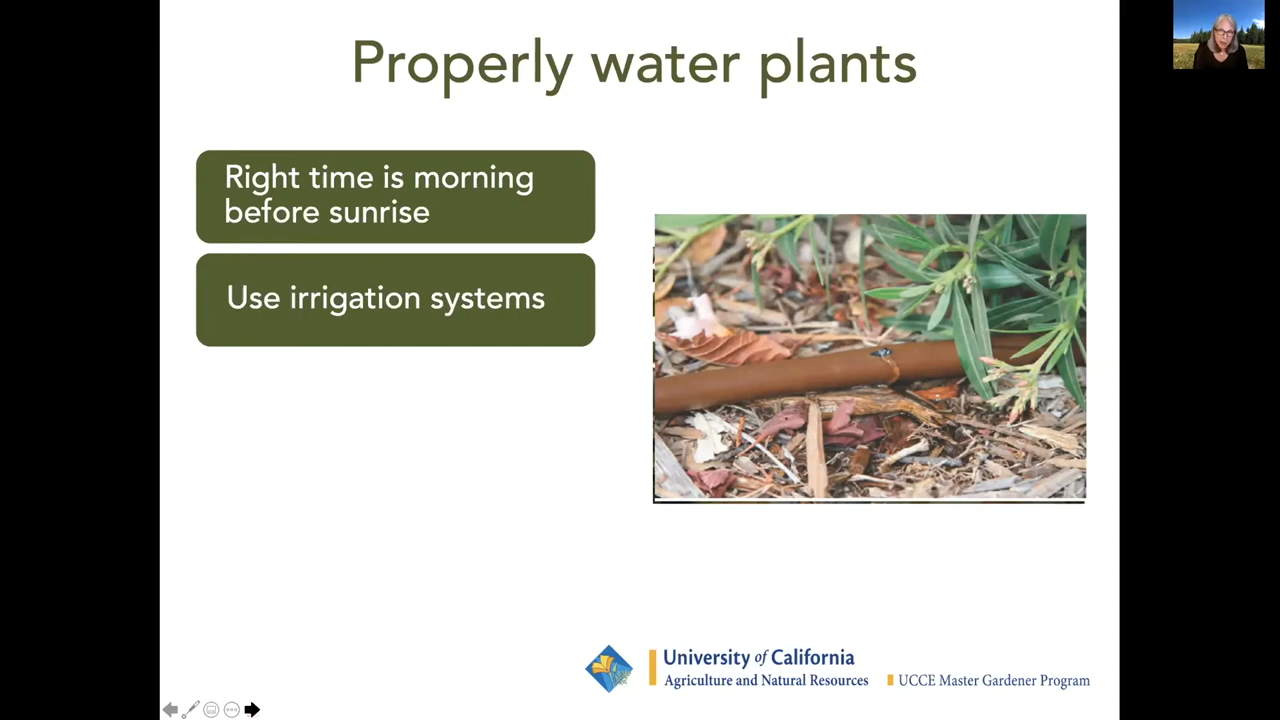 Properly water plants
Right time is morning
before sunrise
Use irrigation systems
University of California
Agriculture and Natural Resources
UCCE Master Gardener Program